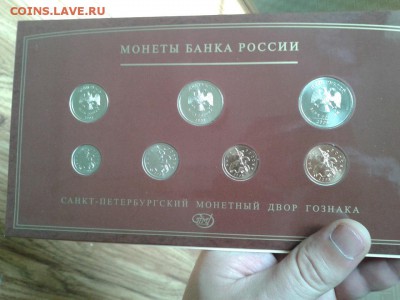 COINS.LAVE.RU
МОНЕТЫ БАНКА РОССИИ
САНКТ-ПЕТЕРБУРГСКИЙ МОНЕТНЫЙ ДВОР ГОЗНАКА